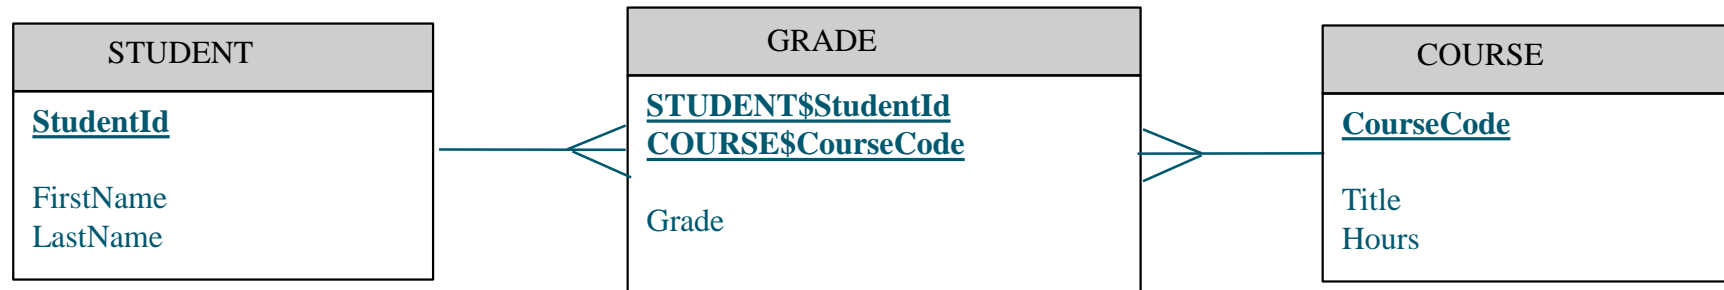 STUDENT
StudentId
FirstName
LastName
GRADE
STUDENT$StudentId
COURSE$CourseCode
Grade
COURSE
CourseCode
Title
Hours